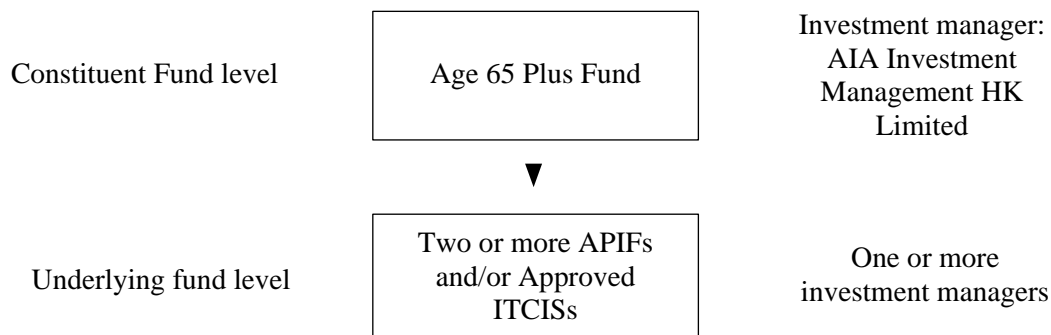 Constituent Fund level
Age 65 Plus Fund
Investment manager:
AIA Investment
Management HK
Limited
Underlying fund level
Two or more APIFs
and/or Approved
ITCISs
One or more
investment managers